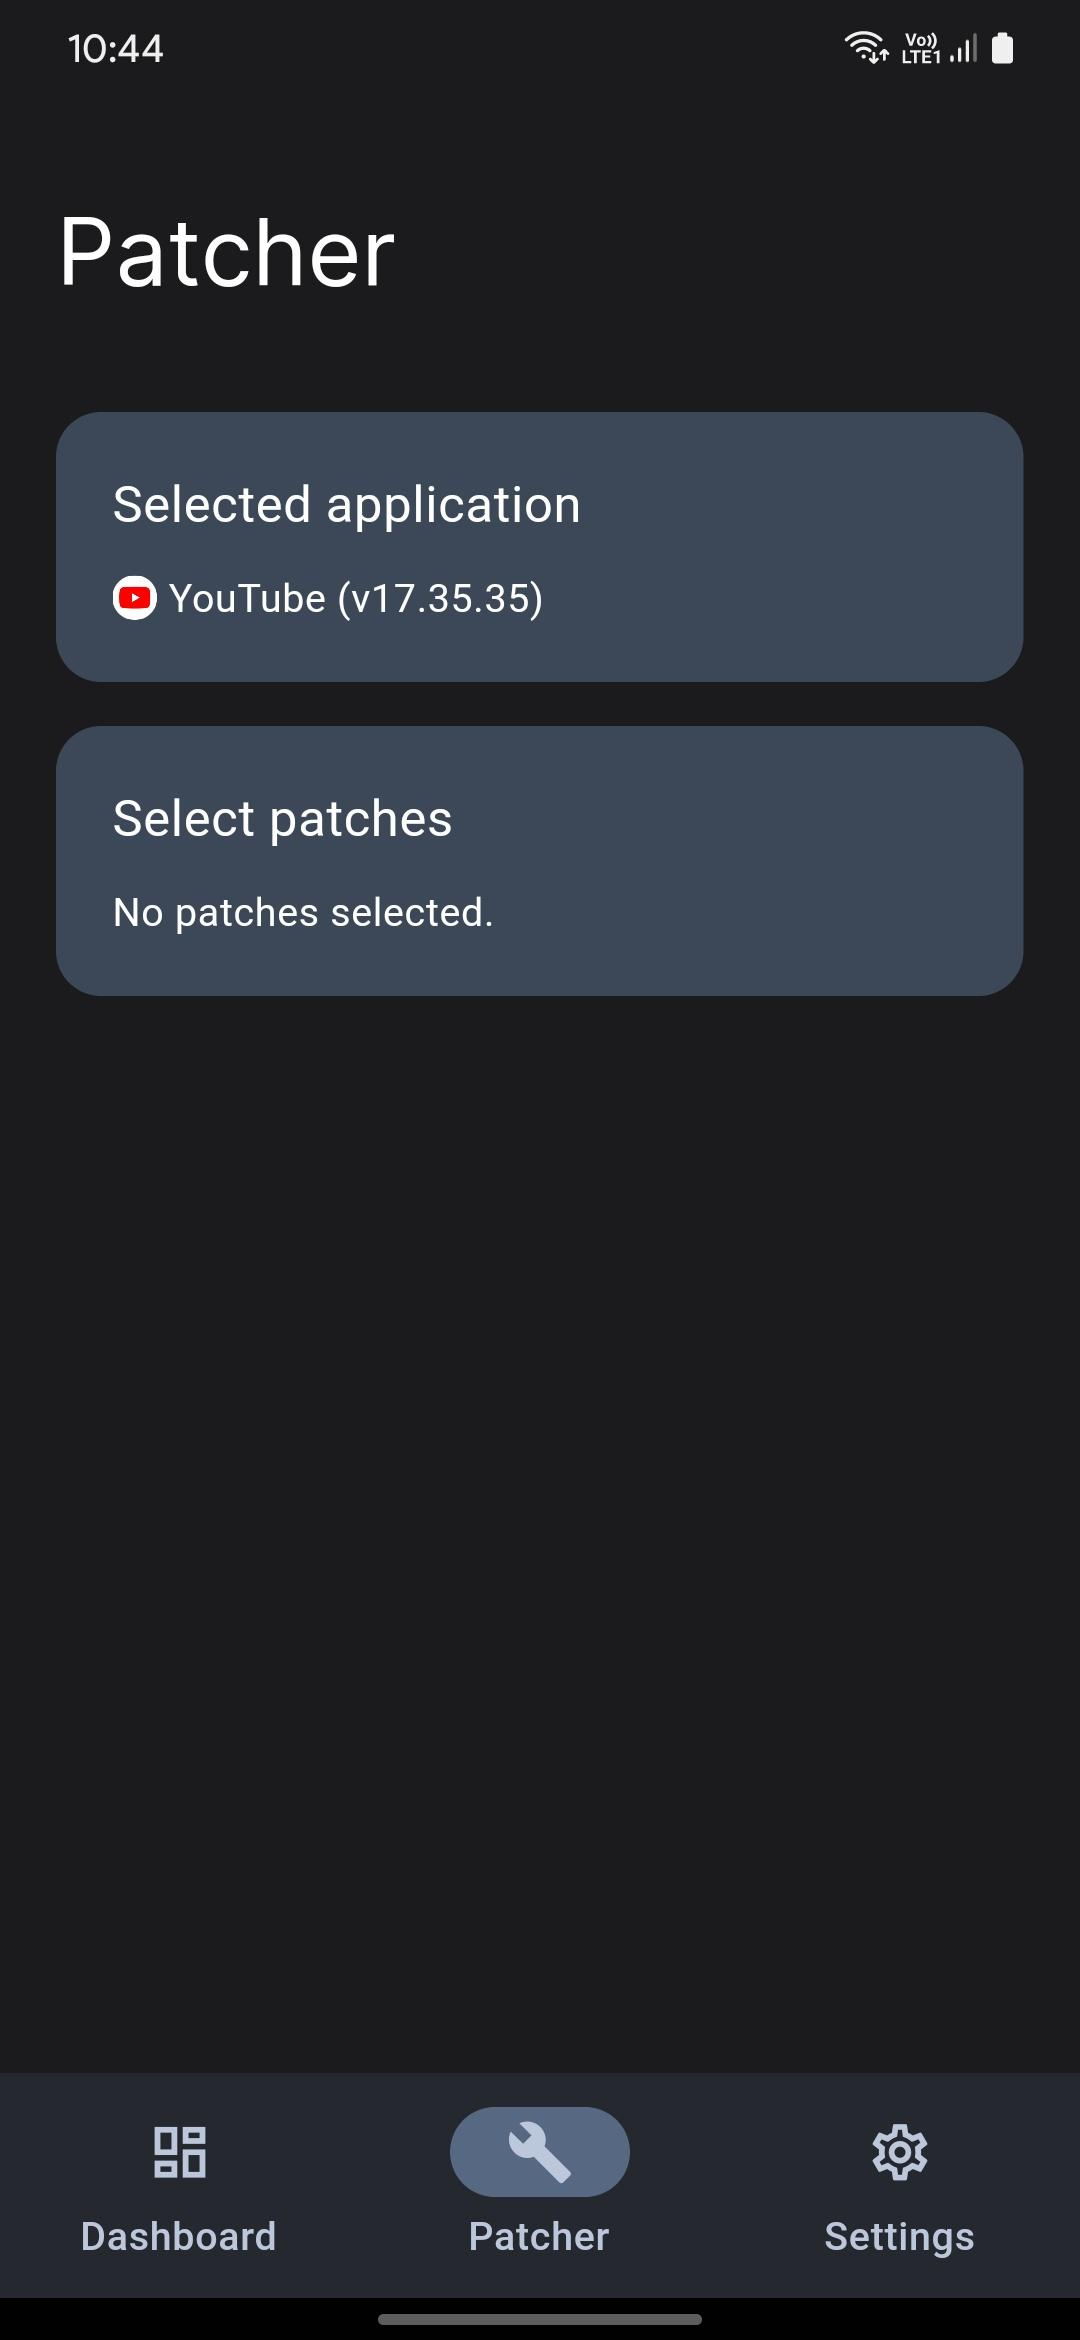 10:44
Vo)) LTE1
Patcher
Selected application
YouTube (v17.35.35)
Select patches
No patches selected.
Dashboard
Patcher
Settings